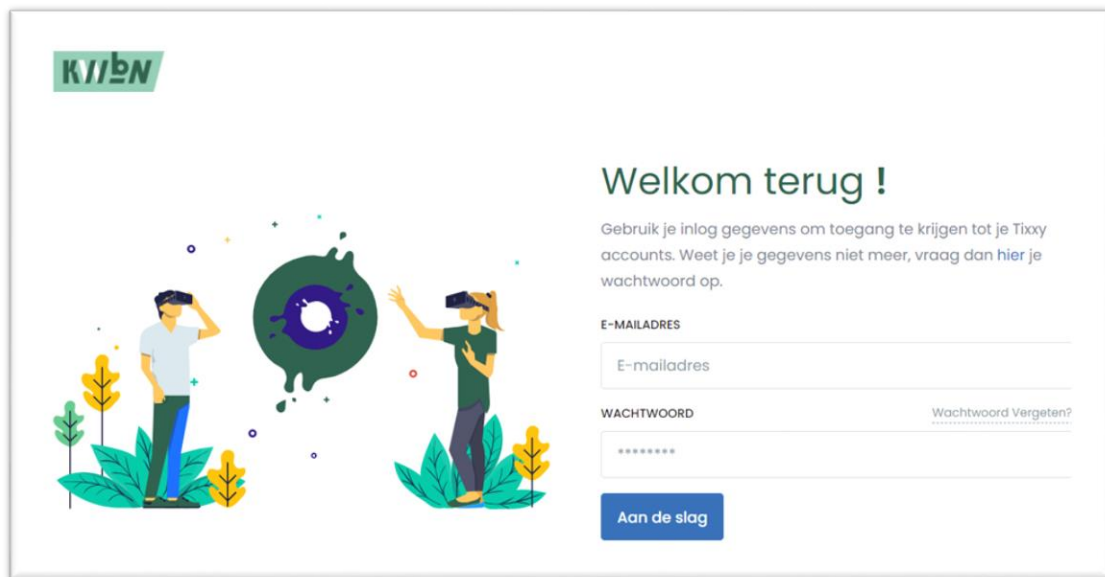 KWbN
Welkom terug !
Gebruik je inlog gegevens om toegang te krijgen tot je Tixxy
accounts. Weet je je gegevens niet meer, vraag dan hier je
wachtwoord op.
E-MAILADRES
E-mailadres
WACHTWOORD
Wachtwoord Vergeten?
********
Aan de slag